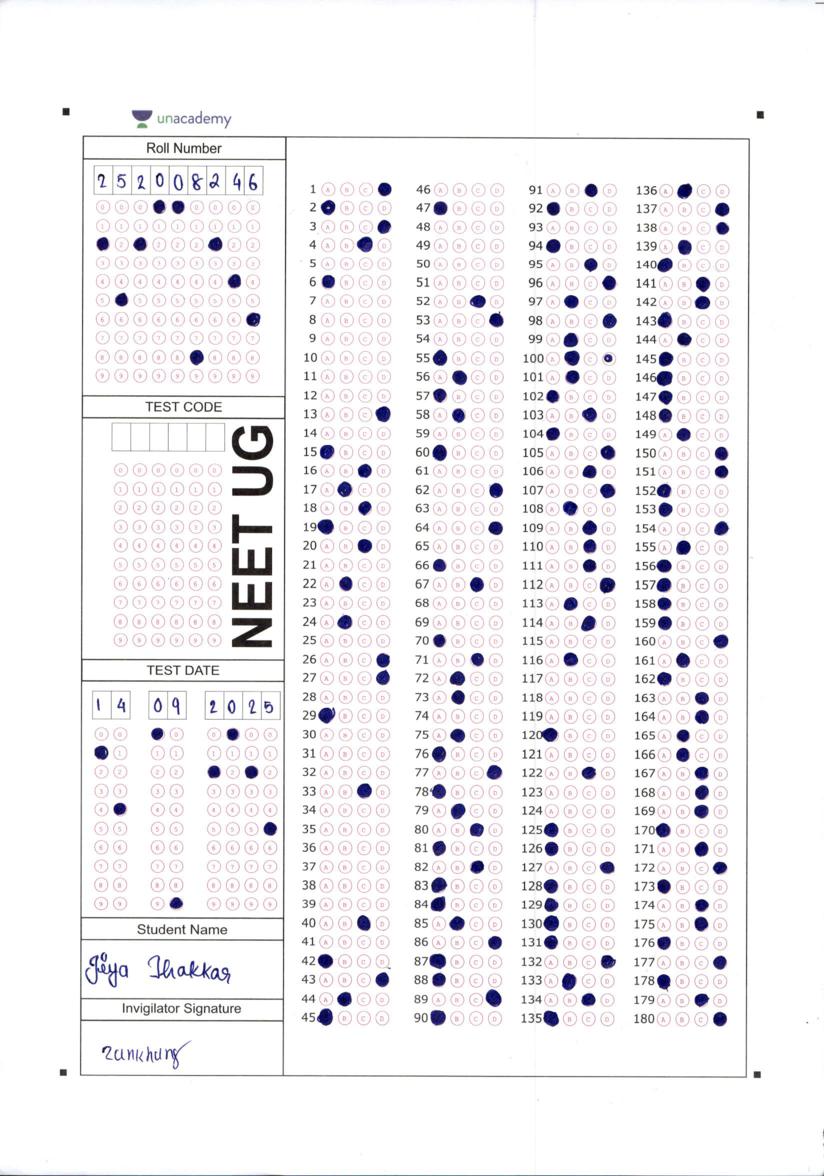 unacademy
Roll Number
2 5 2 0 0 8 2 4 6
TEST CODE
NEET UG
TEST DATE
1 4 0 9 2 0 2 5
Student Name
Jiya Thakkar
Invigilator Signature
1 46 91 136
2 47 92 137
3 48 93 138
4 49 94 139
5 50 95 140
6 51 96 141
7 52 97 142
8 53 98 143
9 54 99 144
10 55 100 145
11 56 101 146
12 57 102 147
13 58 103 148
14 59 104 149
15 60 105 150
16 61 106 151
17 62 107 152
18 63 108 153
19 64 109 154
20 65 110 155
21 66 111 156
22 67 112 157
23 68 113 158
24 69 114 159
25 70 115 160
26 71 116 161
27 72 117 162
28 73 118 163
29 74 119 164
30 75 120 165
31 76 121 166
32 77 122 167
33 78 123 168
34 79 124 169
35 80 125 170
36 81 126 171
37 82 127 172
38 83 128 173
39 84 129 174
40 85 130 175
41 86 131 176
42 87 132 177
43 88 133 178
44 89 134 179
45 90 135 180